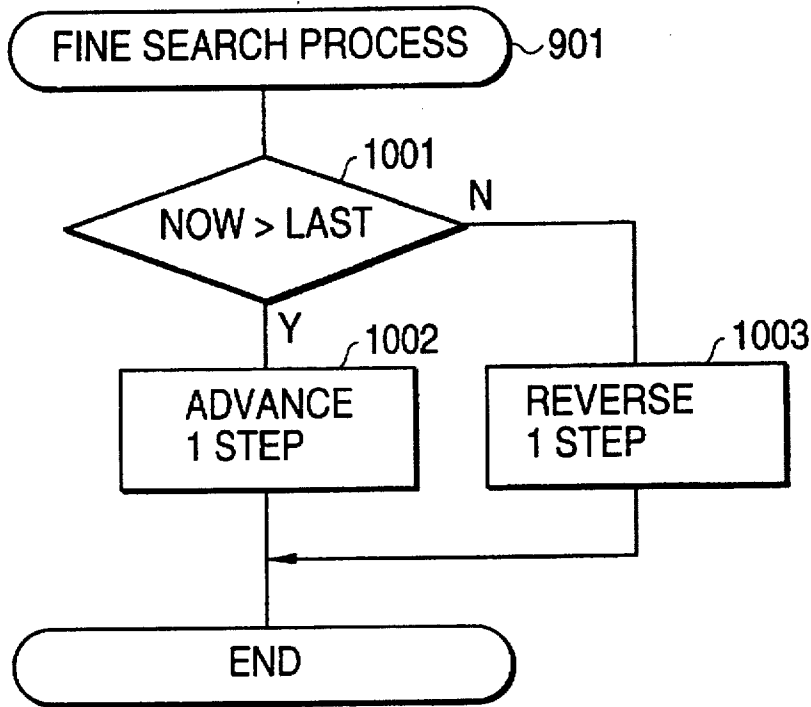 FINE SEARCH PROCESS
901
1001
NOW > LAST
N
Y
1002
1003
ADVANCE
1 STEP
REVERSE
1 STEP
END